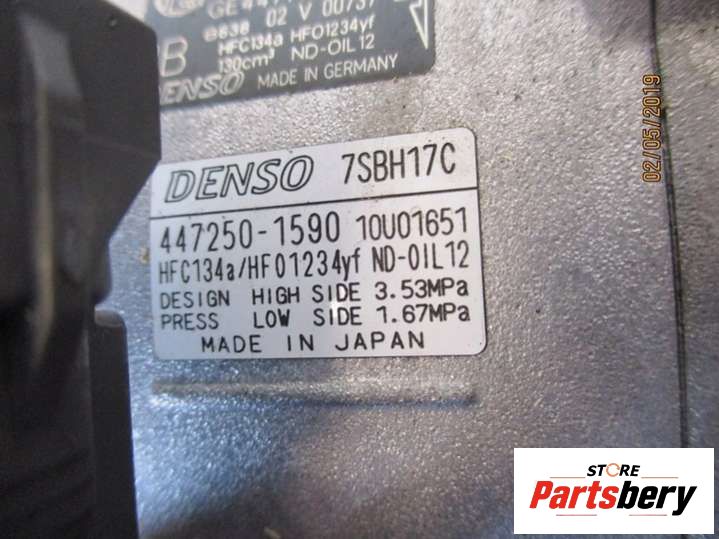 e638 02 V 00737
HFC134a HFO1234yf
130cm³ ND-OIL12
B DENSO MADE IN GERMANY
02/05/2019
DENSO 7SBH17C
447250-1590 10U01651
HFC134a/HFO1234yf ND-OIL12
DESIGN HIGH SIDE 3.53MPa
PRESS LOW SIDE 1.67MPa
MADE IN JAPAN
STORE
Partsbery